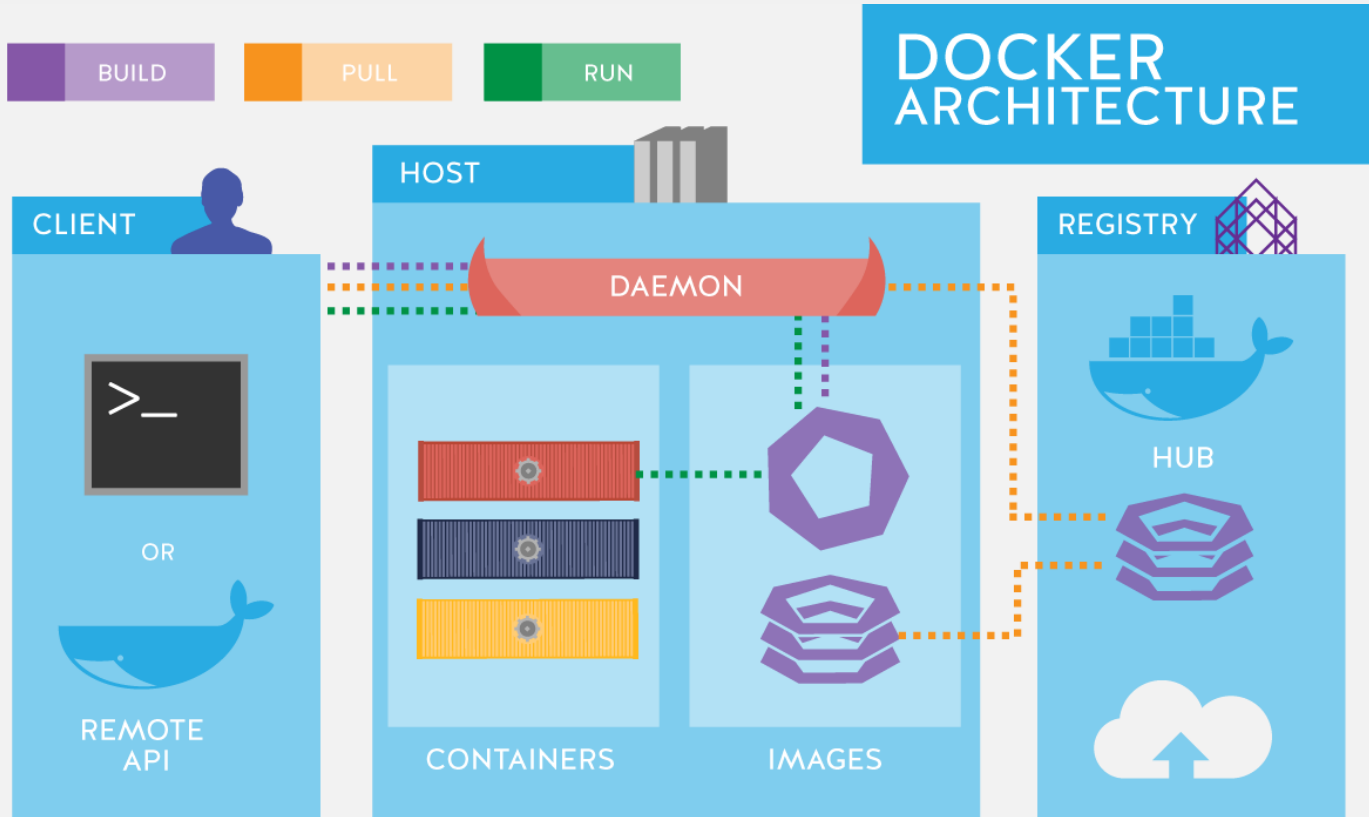 BUILD
PULL
RUN
DOCKER
ARCHITECTURE
CLIENT
HOST
REGISTRY
DAEMON
>_
OR
REMOTE
API
CONTAINERS
IMAGES
HUB